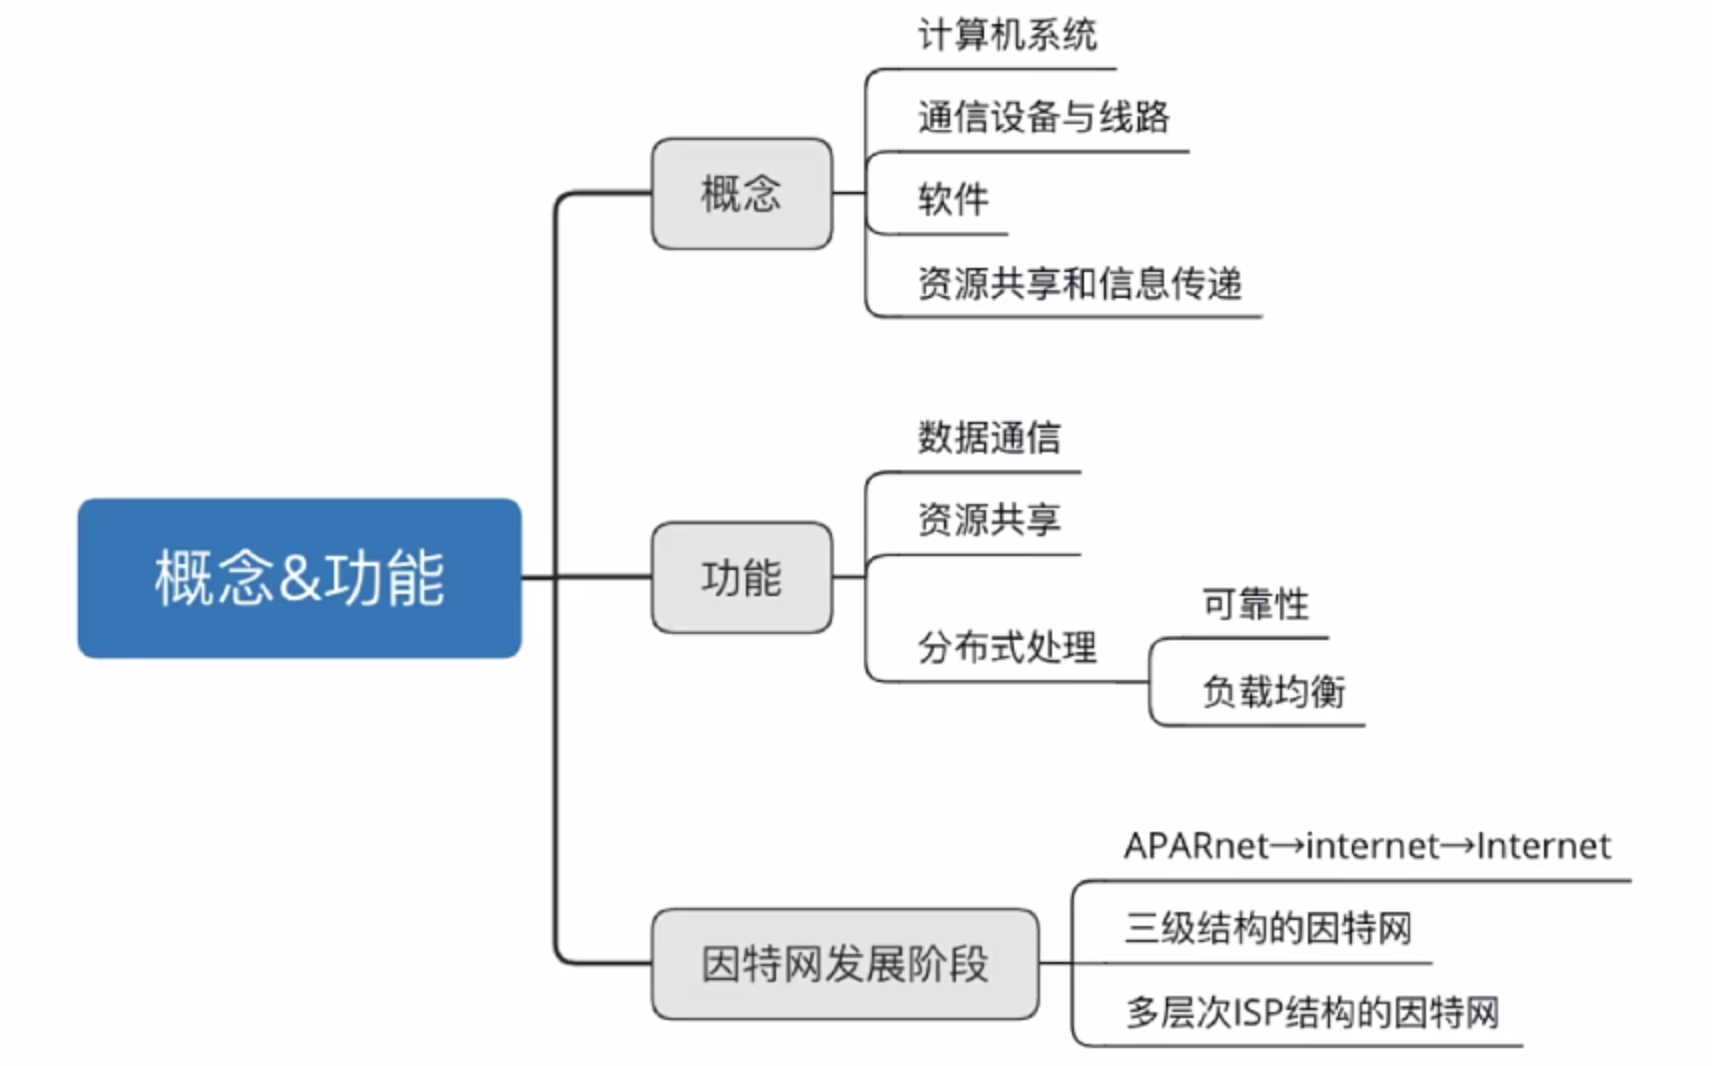 概念&功能
概念
计算机系统
通信设备与线路
软件
资源共享和信息传递
功能
数据通信
资源共享
分布式处理
可靠性
负载均衡
因特网发展阶段
APARnet→internet→Internet
三级结构的因特网
多层次ISP结构的因特网